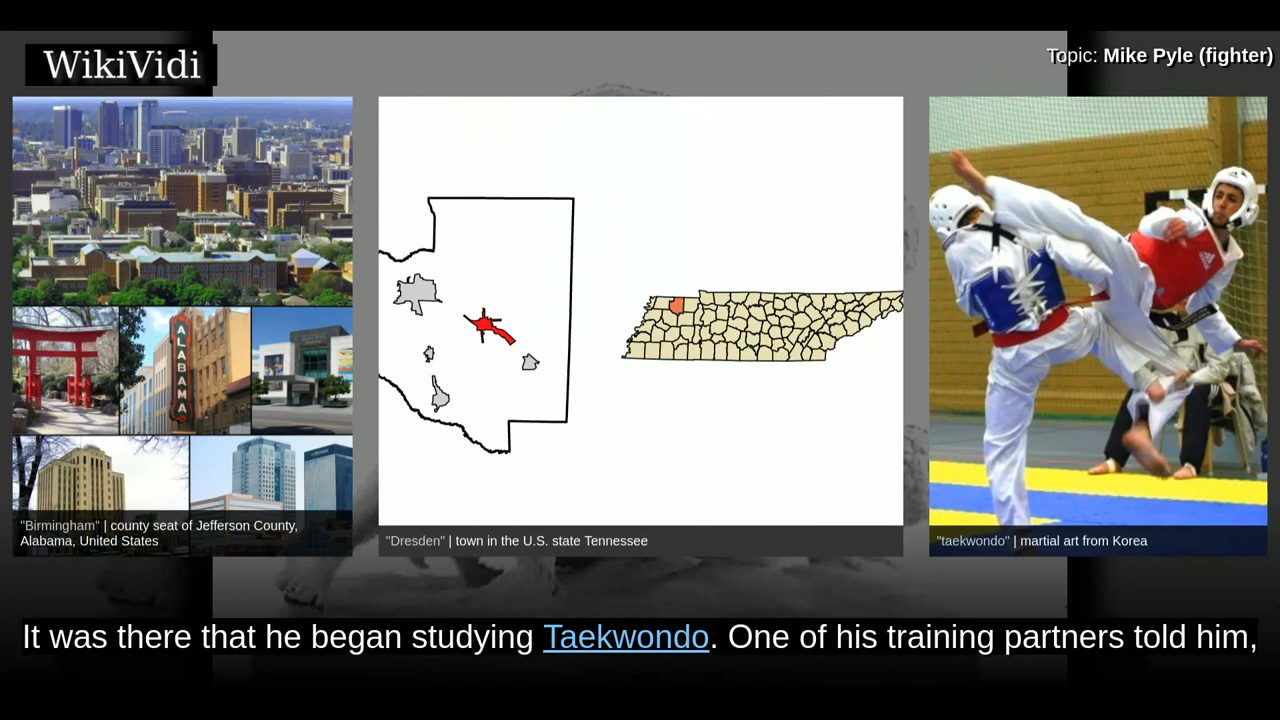 WikiVidi
Topic: Mike Pyle (fighter)
ALABAMA
"Birmingham" | county seat of Jefferson County,
Alabama, United States
"Dresden" | town in the U.S. state Tennessee
"taekwondo" | martial art from Korea
It was there that he began studying Taekwondo. One of his training partners told him,